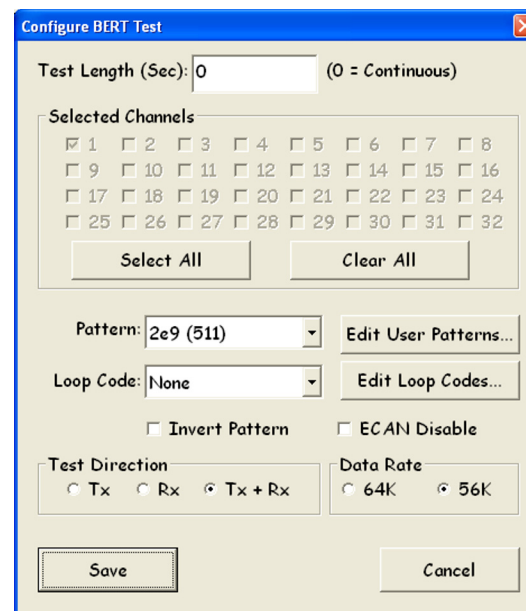 Configure BERT Test
Test Length (Sec): 0 (0 = Continuous)
Selected Channels
1 2 3 4 5 6 7 8
9 10 11 12 13 14 15 16
17 18 19 20 21 22 23 24
25 26 27 28 29 30 31 32
Select All Clear All
Pattern: 2e9 (511) Edit User Patterns...
Loop Code: None Edit Loop Codes...
Invert Pattern ECAN Disable
Test Direction Data Rate
Tx Rx Tx + Rx 64K 56K
Save Cancel